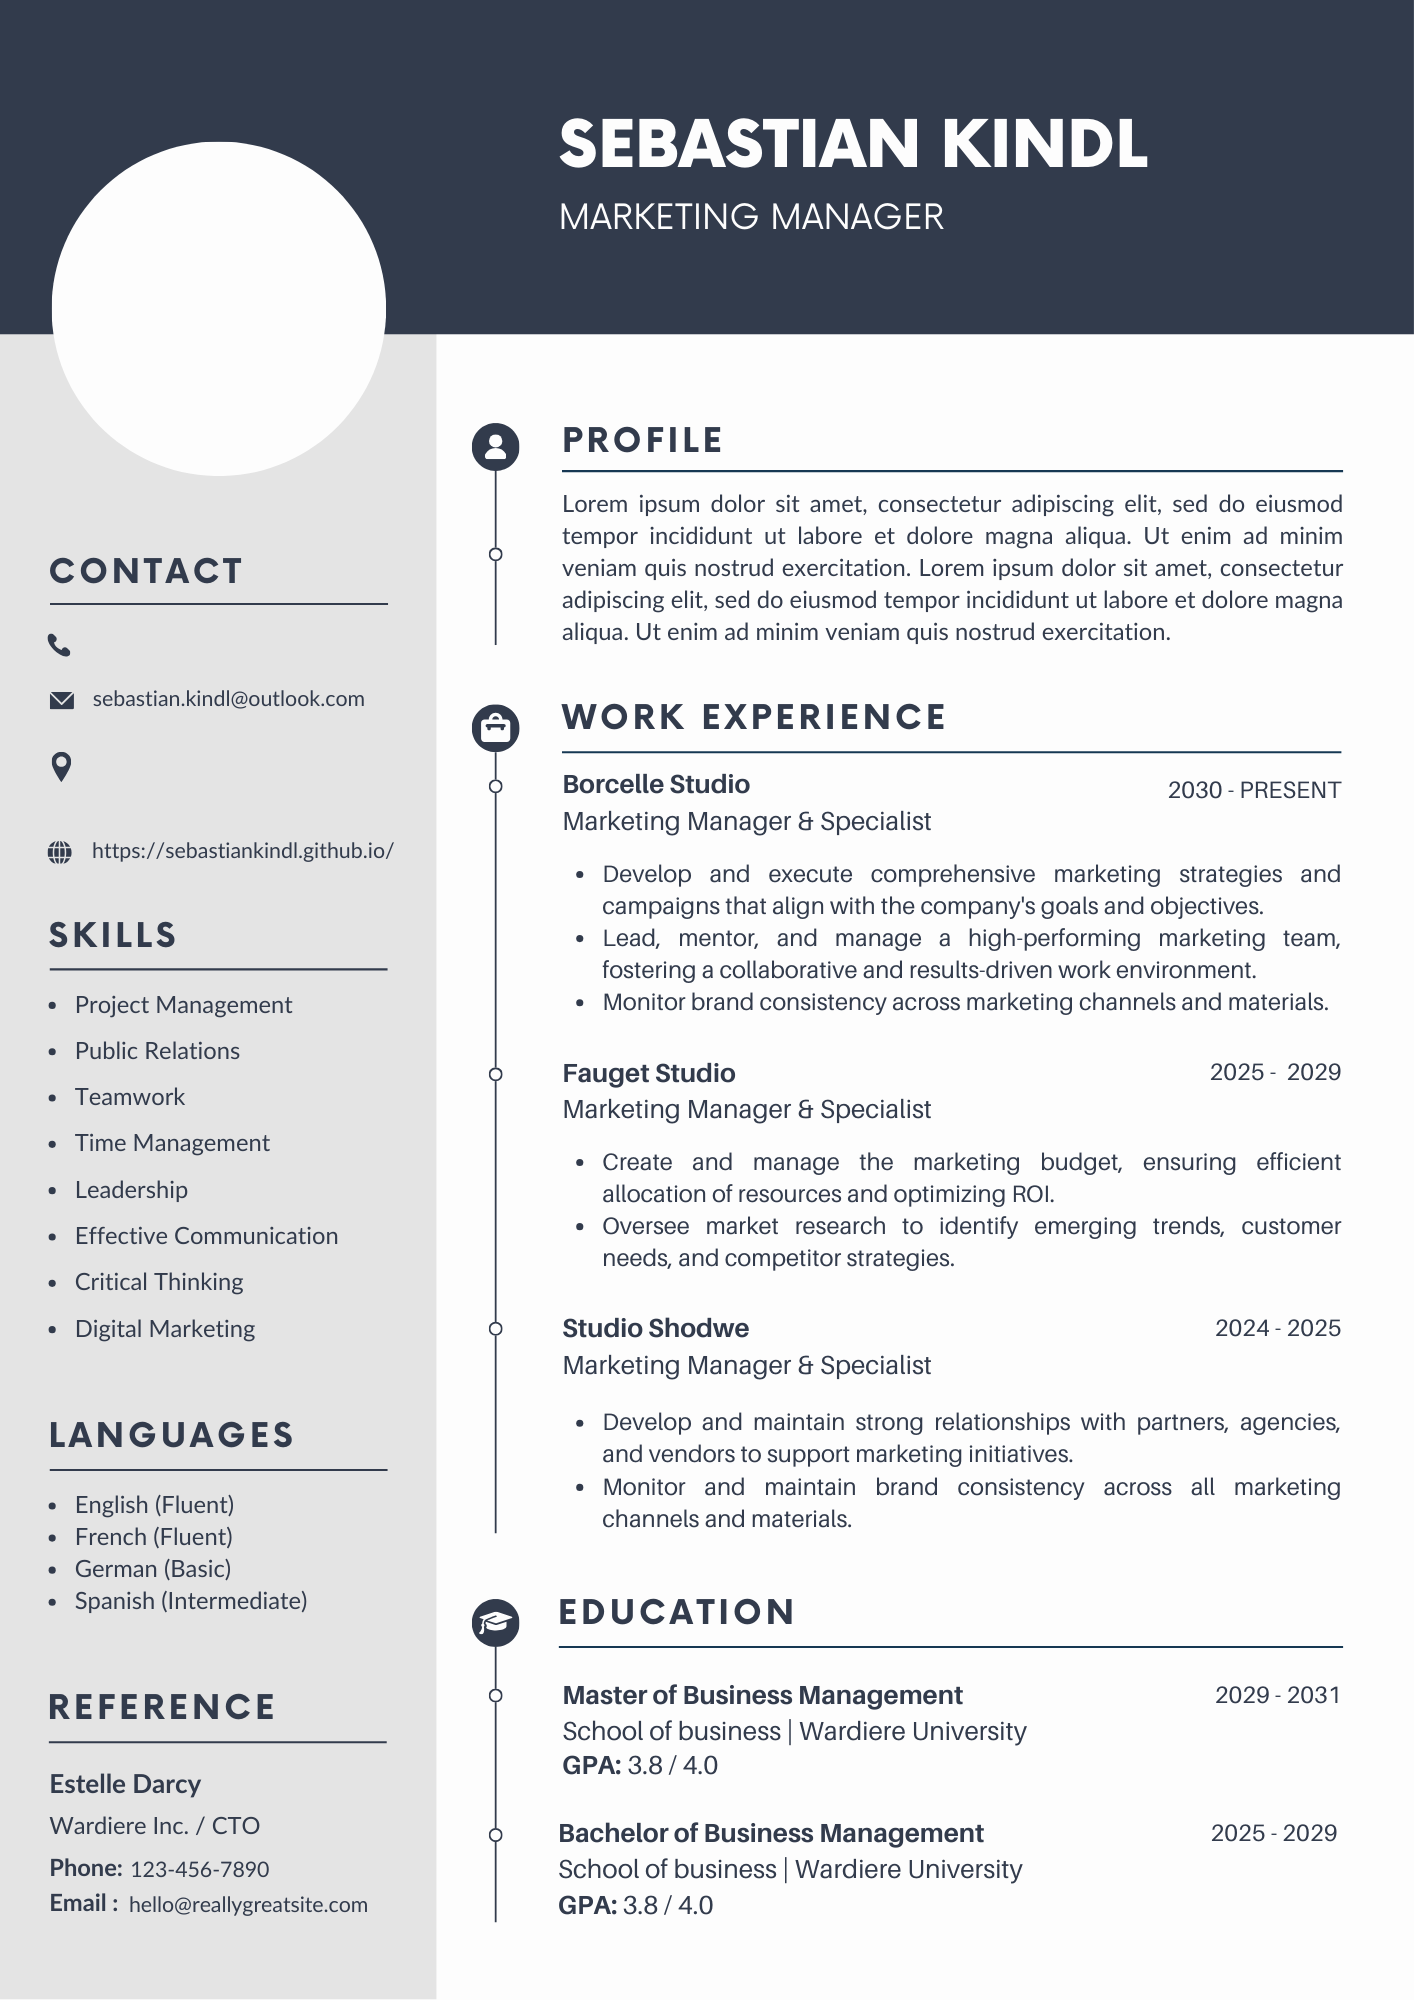 SEBASTIAN KINDL
MARKETING MANAGER
CONTACT
sebastian.kindl@outlook.com
https://sebastiankindl.github.io/
SKILLS
• Project Management
• Public Relations
• Teamwork
• Time Management
• Leadership
• Effective Communication
• Critical Thinking
• Digital Marketing
LANGUAGES
• English (Fluent)
• French (Fluent)
• German (Basic)
• Spanish (Intermediate)
REFERENCE
Estelle Darcy
Wardiere Inc. / CTO
Phone: 123-456-7890
Email : hello@reallygreatsite.com
PROFILE
Lorem ipsum dolor sit amet, consectetur adipiscing elit, sed do eiusmod
tempor incididunt ut labore et dolore magna aliqua. Ut enim ad minim
veniam quis nostrud exercitation. Lorem ipsum dolor sit amet, consectetur
adipiscing elit, sed do eiusmod tempor incididunt ut labore et dolore magna
aliqua. Ut enim ad minim veniam quis nostrud exercitation.
WORK EXPERIENCE
Borcelle Studio 2030 - PRESENT
Marketing Manager & Specialist
• Develop and execute comprehensive marketing strategies and
campaigns that align with the company's goals and objectives.
• Lead, mentor, and manage a high-performing marketing team,
fostering a collaborative and results-driven work environment.
• Monitor brand consistency across marketing channels and materials.
Fauget Studio 2025 - 2029
Marketing Manager & Specialist
• Create and manage the marketing budget, ensuring efficient
allocation of resources and optimizing ROI.
• Oversee market research to identify emerging trends, customer
needs, and competitor strategies.
Studio Shodwe 2024 - 2025
Marketing Manager & Specialist
• Develop and maintain strong relationships with partners, agencies,
and vendors to support marketing initiatives.
• Monitor and maintain brand consistency across all marketing
channels and materials.
EDUCATION
Master of Business Management 2029 - 2031
School of business | Wardiere University
GPA: 3.8 / 4.0
Bachelor of Business Management 2025 - 2029
School of business | Wardiere University
GPA: 3.8 / 4.0